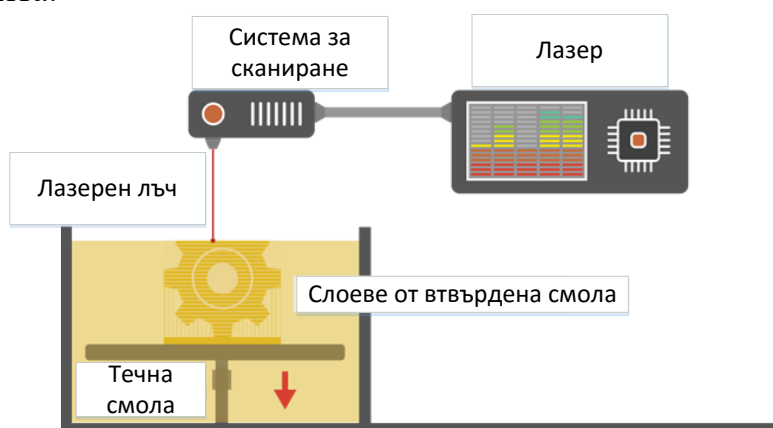 Система за
сканиране
Лазер
Лазерен лъч
Слоеве от втвърдена смола
Течна
смола